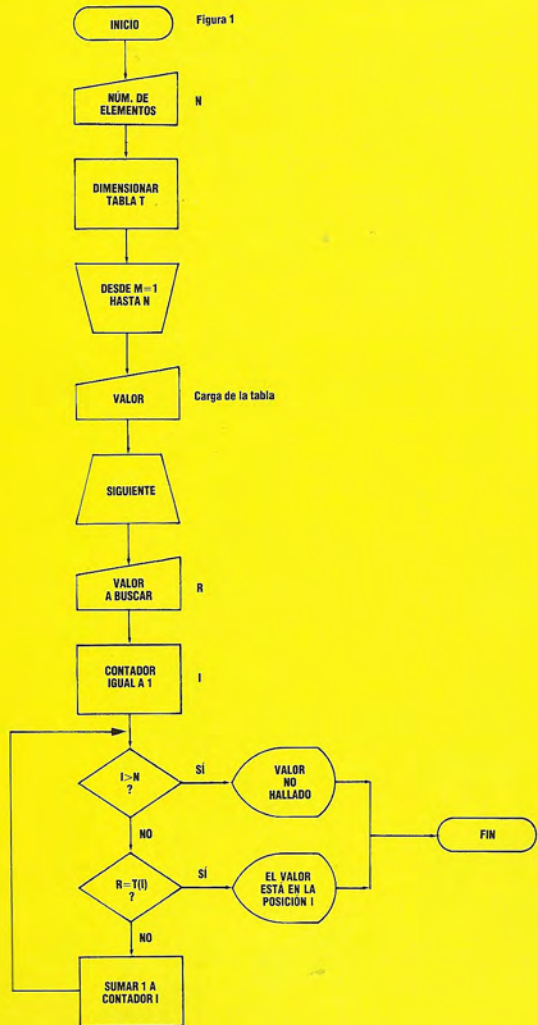 INICIO
Figura 1
NÚM. DE
ELEMENTOS
N
DIMENSIONAR
TABLA T
DESDE M=1
HASTA N
VALOR
Carga de la tabla
SIGUIENTE
VALOR
A BUSCAR
R
CONTADOR
IGUAL A 1
I
I>N
?
SÍ
VALOR
NO
HALLADO
FIN
NO
R=T(I)
?
SÍ
EL VALOR
ESTÁ EN LA
POSICIÓN I
NO
SUMAR 1 A
CONTADOR I